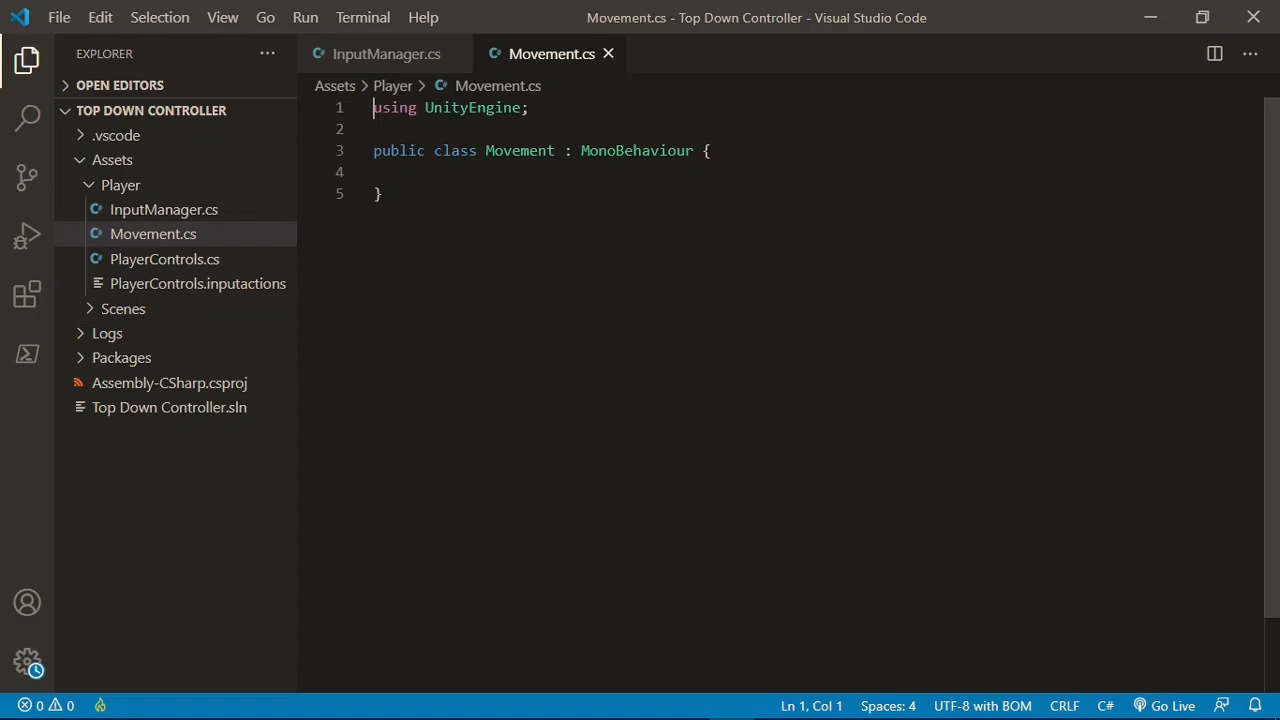 File Edit Selection View Go Run Terminal Help Movement.cs - Top Down Controller - Visual Studio Code
EXPLORER
OPEN EDITORS
TOP DOWN CONTROLLER
.vscode
Assets
Player
InputManager.cs
Movement.cs
PlayerControls.cs
PlayerControls.inputactions
Scenes
Logs
Packages
Assembly-CSharp.csproj
Top Down Controller.sln
InputManager.cs Movement.cs
Assets > Player > Movement.cs
1 using UnityEngine;
2
3 public class Movement : MonoBehaviour {
4
5 }
0 0 Ln 1, Col 1 Spaces: 4 UTF-8 with BOM CRLF C# Go Live